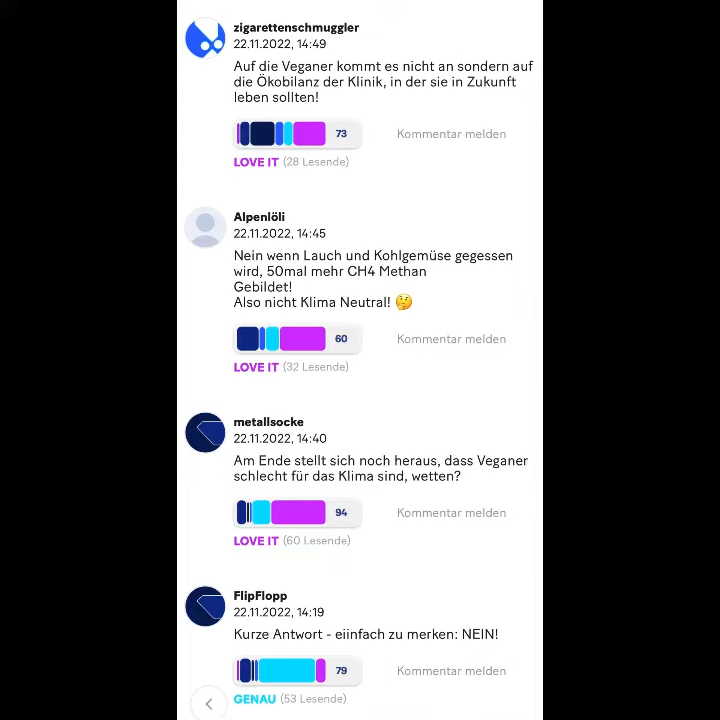 zigarettenschmuggler
22.11.2022, 14:49
Auf die Veganer kommt es nicht an sondern auf
die Ökobilanz der Klinik, in der sie in Zukunft
leben sollten!
73 Kommentar melden
LOVE IT (28 Lesende)
Alpenlöli
22.11.2022, 14:45
Nein wenn Lauch und Kohlgemüse gegessen
wird, 50mal mehr CH4 Methan
Gebildet!
Also nicht Klima Neutral! 🤔
60 Kommentar melden
LOVE IT (32 Lesende)
metallsocke
22.11.2022, 14:40
Am Ende stellt sich noch heraus, dass Veganer
schlecht für das Klima sind, wetten?
94 Kommentar melden
LOVE IT (60 Lesende)
FlipFlopp
22.11.2022, 14:19
Kurze Antwort - eiinfach zu merken: NEIN!
79 Kommentar melden
GENAU (53 Lesende)